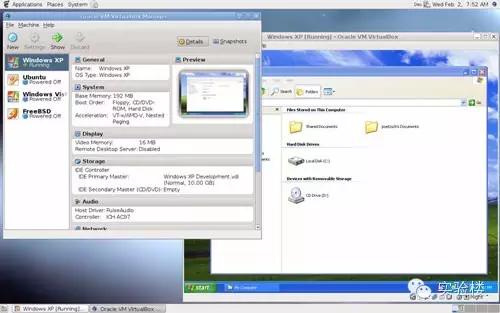 Applications Places System
Wed Feb 2, 7:52 AM
Oracle VM VirtualBox Manager
File Machine Help
New Settings Show Discard
Details Snapshots
Windows XP
Running
Ubuntu
Powered Off
Windows Vis
Powered Off
FreeBSD
Powered Off
General
Name: Windows XP
OS Type: Windows XP
System
Base Memory: 192 MB
Boot Order: Floppy, CD/DVD-
ROM, Hard Disk
Acceleration: VT-x/AMD-V, Nested
Paging
Display
Video Memory: 16 MB
Remote Desktop Server: Disabled
Storage
IDE Controller
IDE Primary Master: Windows XP Development.vdi
(Normal, 10.00 GB)
IDE Secondary Master (CD/DVD): Empty
Audio
Host Driver: PulseAudio
Controller: ICH AC97
Network
Preview
Windows XP [Running] - Oracle VM VirtualBox
Search Folders
Files Stored on This Computer
Shared Documents
Hard Disk Drives
Local Disk (C:)
Devices with Removable Storage
CD Drive (D:)
start
My Computer
实验楼
Right
Windows XP [Running]
Oracle VM VirtualBox